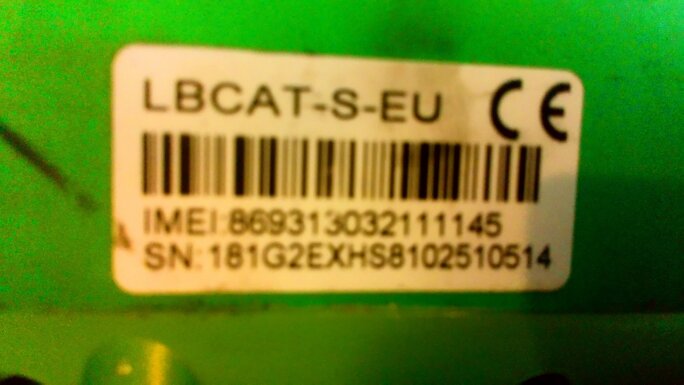 LBCAT-S-EU CE
IMEI:869313032111145
SN:181G2EXHS8102510514